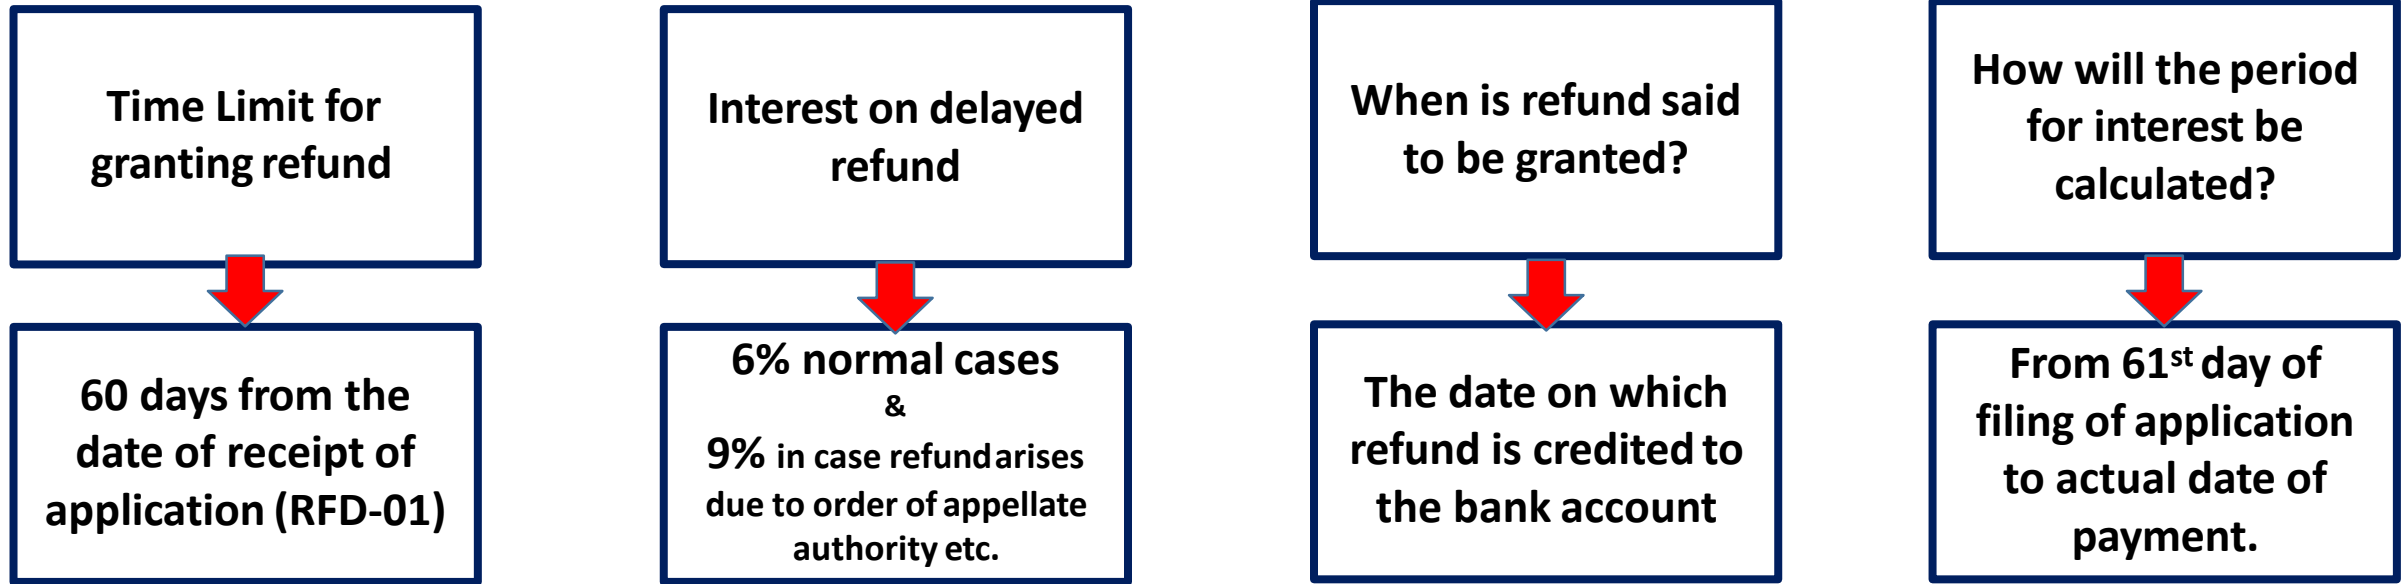 Time Limit for
granting refund
60 days from the
date of receipt of
application (RFD-01)
Interest on delayed
refund
6% normal cases
&
9% in case refund arises
due to order of appellate
authority etc.
When is refund said
to be granted?
The date on which
refund is credited to
the bank account
How will the period
for interest be
calculated?
From 61st day of
filing of application
to actual date of
payment.